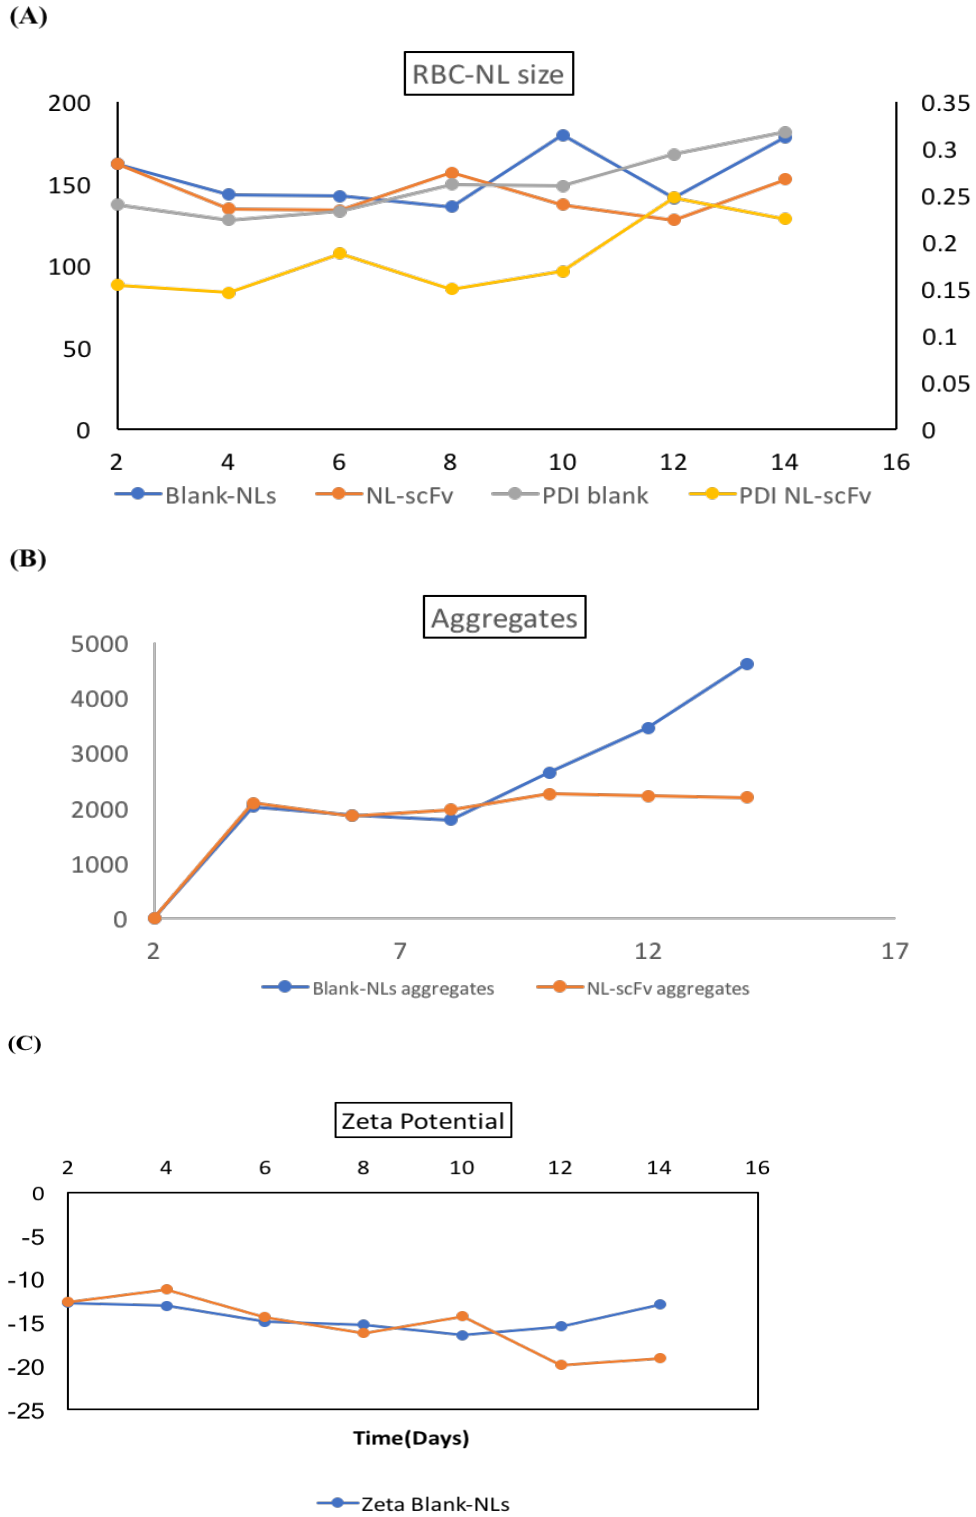 (A)
RBC-NL size
200 0.35
0.3
150 0.25
0.2
100 0.15
50 0.1
0.05
0 0
2 4 6 8 10 12 14 16
Blank-NLs NL-scFv PDI blank PDI NL-scFv
(B)
Aggregates
5000
4000
3000
2000
1000
0
2 7 12 17
Blank-NLs aggregates NL-scFv aggregates
(C)
Zeta Potential
2 4 6 8 10 12 14 16
0
-5
-10
-15
-20
-25
Time(Days)
Zeta Blank-NLs